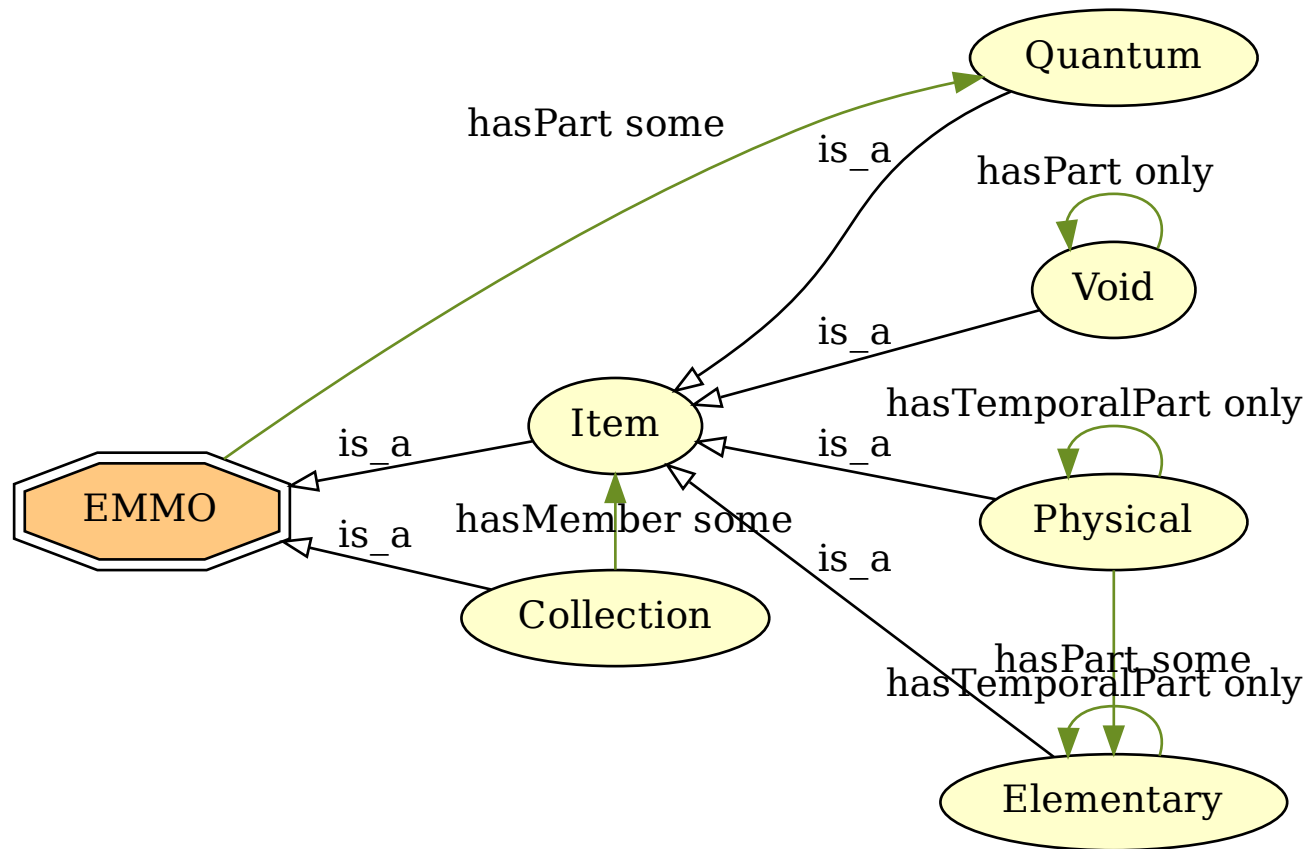 Quantum
hasPart some
is_a
hasPart only
Void
is_a
hasTemporalPart only
Item
is_a
is_a
EMMO
hasMember some
Physical
is_a
is_a
Collection
hasPart some
hasTemporalPart only
Elementary